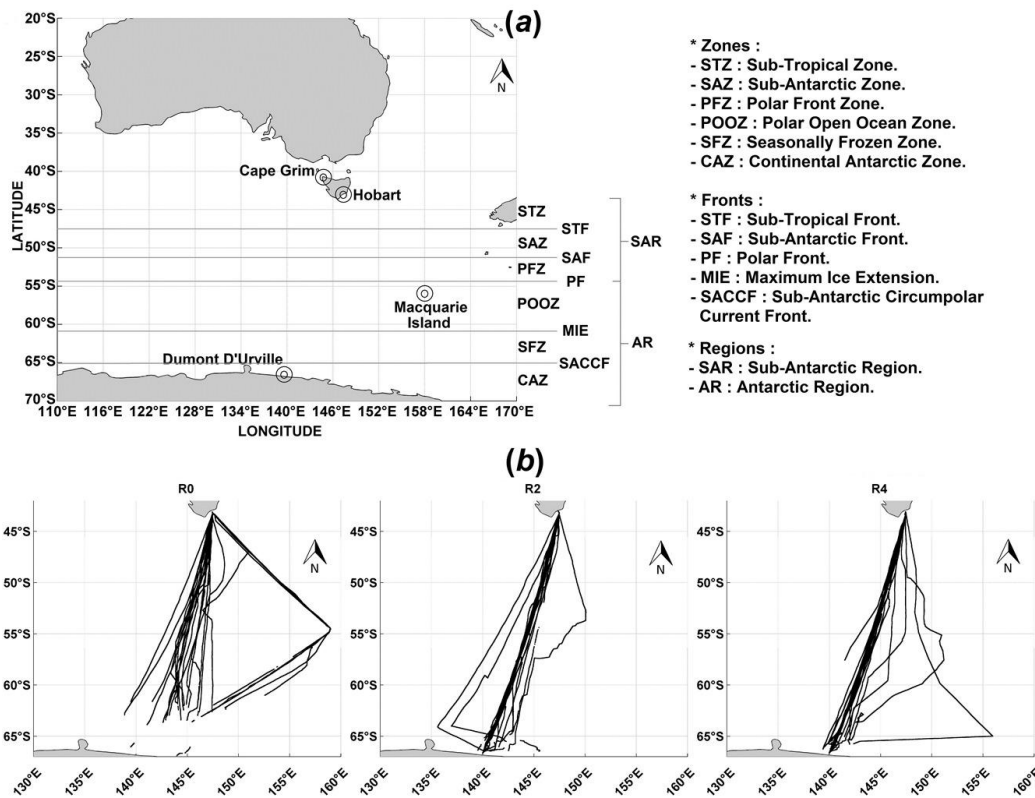 (a)
20°S
25°S
30°S
35°S
40°S
45°S
50°S
55°S
60°S
65°S
70°S
LATITUDE
110°E 116°E 122°E 128°E 134°E 140°E 146°E 152°E 158°E 164°E 170°E
LONGITUDE
N
Cape Grim
Hobart
Macquarie
Island
Dumont D'Urville
STZ
STF
SAZ
SAF
PFZ
PF
POOZ
MIE
SFZ
SACCF
CAZ
SAR
AR
* Zones :
- STZ : Sub-Tropical Zone.
- SAZ : Sub-Antarctic Zone.
- PFZ : Polar Front Zone.
- POOZ : Polar Open Ocean Zone.
- SFZ : Seasonally Frozen Zone.
- CAZ : Continental Antarctic Zone.
* Fronts :
- STF : Sub-Tropical Front.
- SAF : Sub-Antarctic Front.
- PF : Polar Front.
- MIE : Maximum Ice Extension.
- SACCF : Sub-Antarctic Circumpolar
Current Front.
* Regions :
- SAR : Sub-Antarctic Region.
- AR : Antarctic Region.
(b)
R0
45°S
50°S
55°S
60°S
65°S
N
130°E 135°E 140°E 145°E 150°E 155°E 160°E
R2
45°S
50°S
55°S
60°S
65°S
N
130°E 135°E 140°E 145°E 150°E 155°E 160°E
R4
45°S
50°S
55°S
60°S
65°S
N
130°E 135°E 140°E 145°E 150°E 155°E 160°E